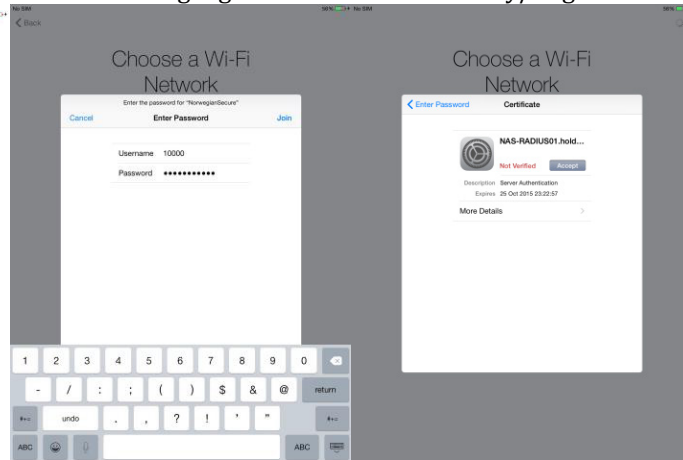 No SIM
56%
Back
Choose a Wi-Fi
Network
Enter the password for "NorwegianSecure"
Cancel
Enter Password
Join
Username 10000
Password •••••••••••
1 2 3 4 5 6 7 8 9 0
- / : ; ( ) $ & @ return
#+= undo . , ? ! ' " #+=
ABC ABC
No SIM
56%
Choose a Wi-Fi
Network
Enter Password
Certificate
NAS-RADIUS01.hold...
Not Verified Accept
Description Server Authentication
Expires 25 Oct 2015 23:22:57
More Details